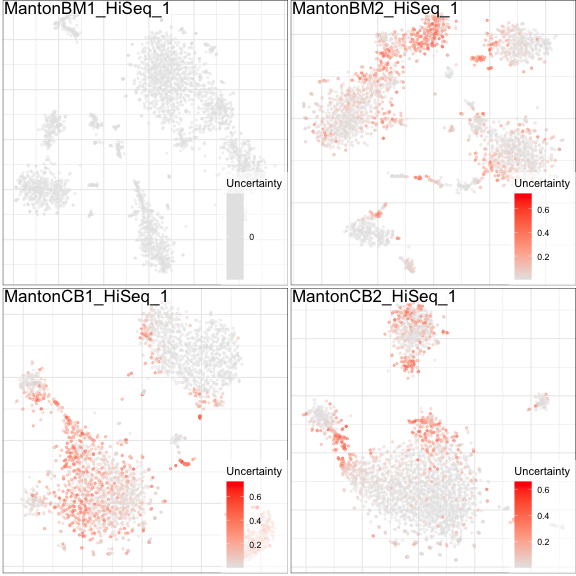 MantonBM1_HiSeq_1
Uncertainty
0
MantonBM2_HiSeq_1
Uncertainty
0.6
0.4
0.2
MantonCB1_HiSeq_1
Uncertainty
0.6
0.4
0.2
MantonCB2_HiSeq_1
Uncertainty
0.6
0.4
0.2